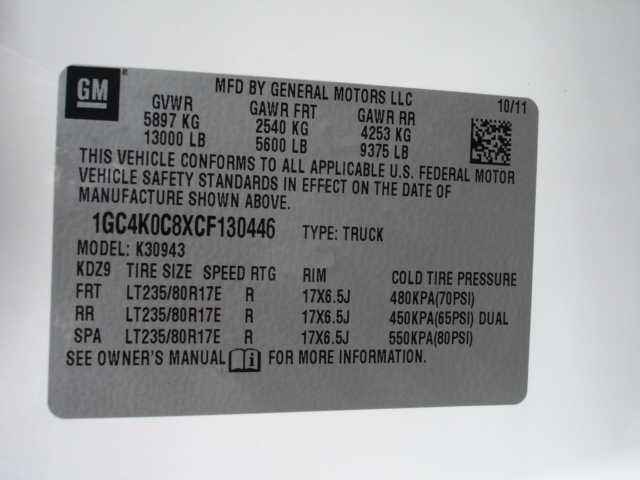 GM ®
MFD BY GENERAL MOTORS LLC
10/11
GVWR GAWR FRT GAWR RR
5897 KG 2540 KG 4253 KG
13000 LB 5600 LB 9375 LB
THIS VEHICLE CONFORMS TO ALL APPLICABLE U.S. FEDERAL MOTOR
VEHICLE SAFETY STANDARDS IN EFFECT ON THE DATE OF
MANUFACTURE SHOWN ABOVE.
1GC4K0C8XCF130446 TYPE: TRUCK
MODEL: K30943
KDZ9 TIRE SIZE SPEED RTG RIM COLD TIRE PRESSURE
FRT LT235/80R17E R 17X6.5J 480KPA(70PSI)
RR LT235/80R17E R 17X6.5J 450KPA(65PSI) DUAL
SPA LT235/80R17E R 17X6.5J 550KPA(80PSI)
SEE OWNER'S MANUAL i FOR MORE INFORMATION.